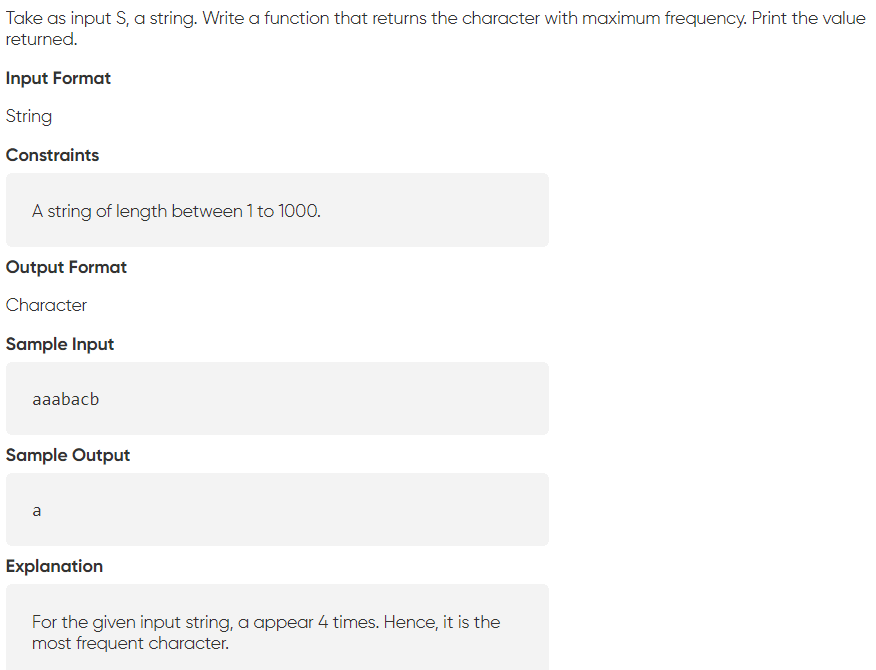 Take as input S, a string. Write a function that returns the character with maximum frequency. Print the value
returned.
Input Format
String
Constraints
A string of length between 1 to 1000.
Output Format
Character
Sample Input
aaabacb
Sample Output
a
Explanation
For the given input string, a appear 4 times. Hence, it is the
most frequent character.